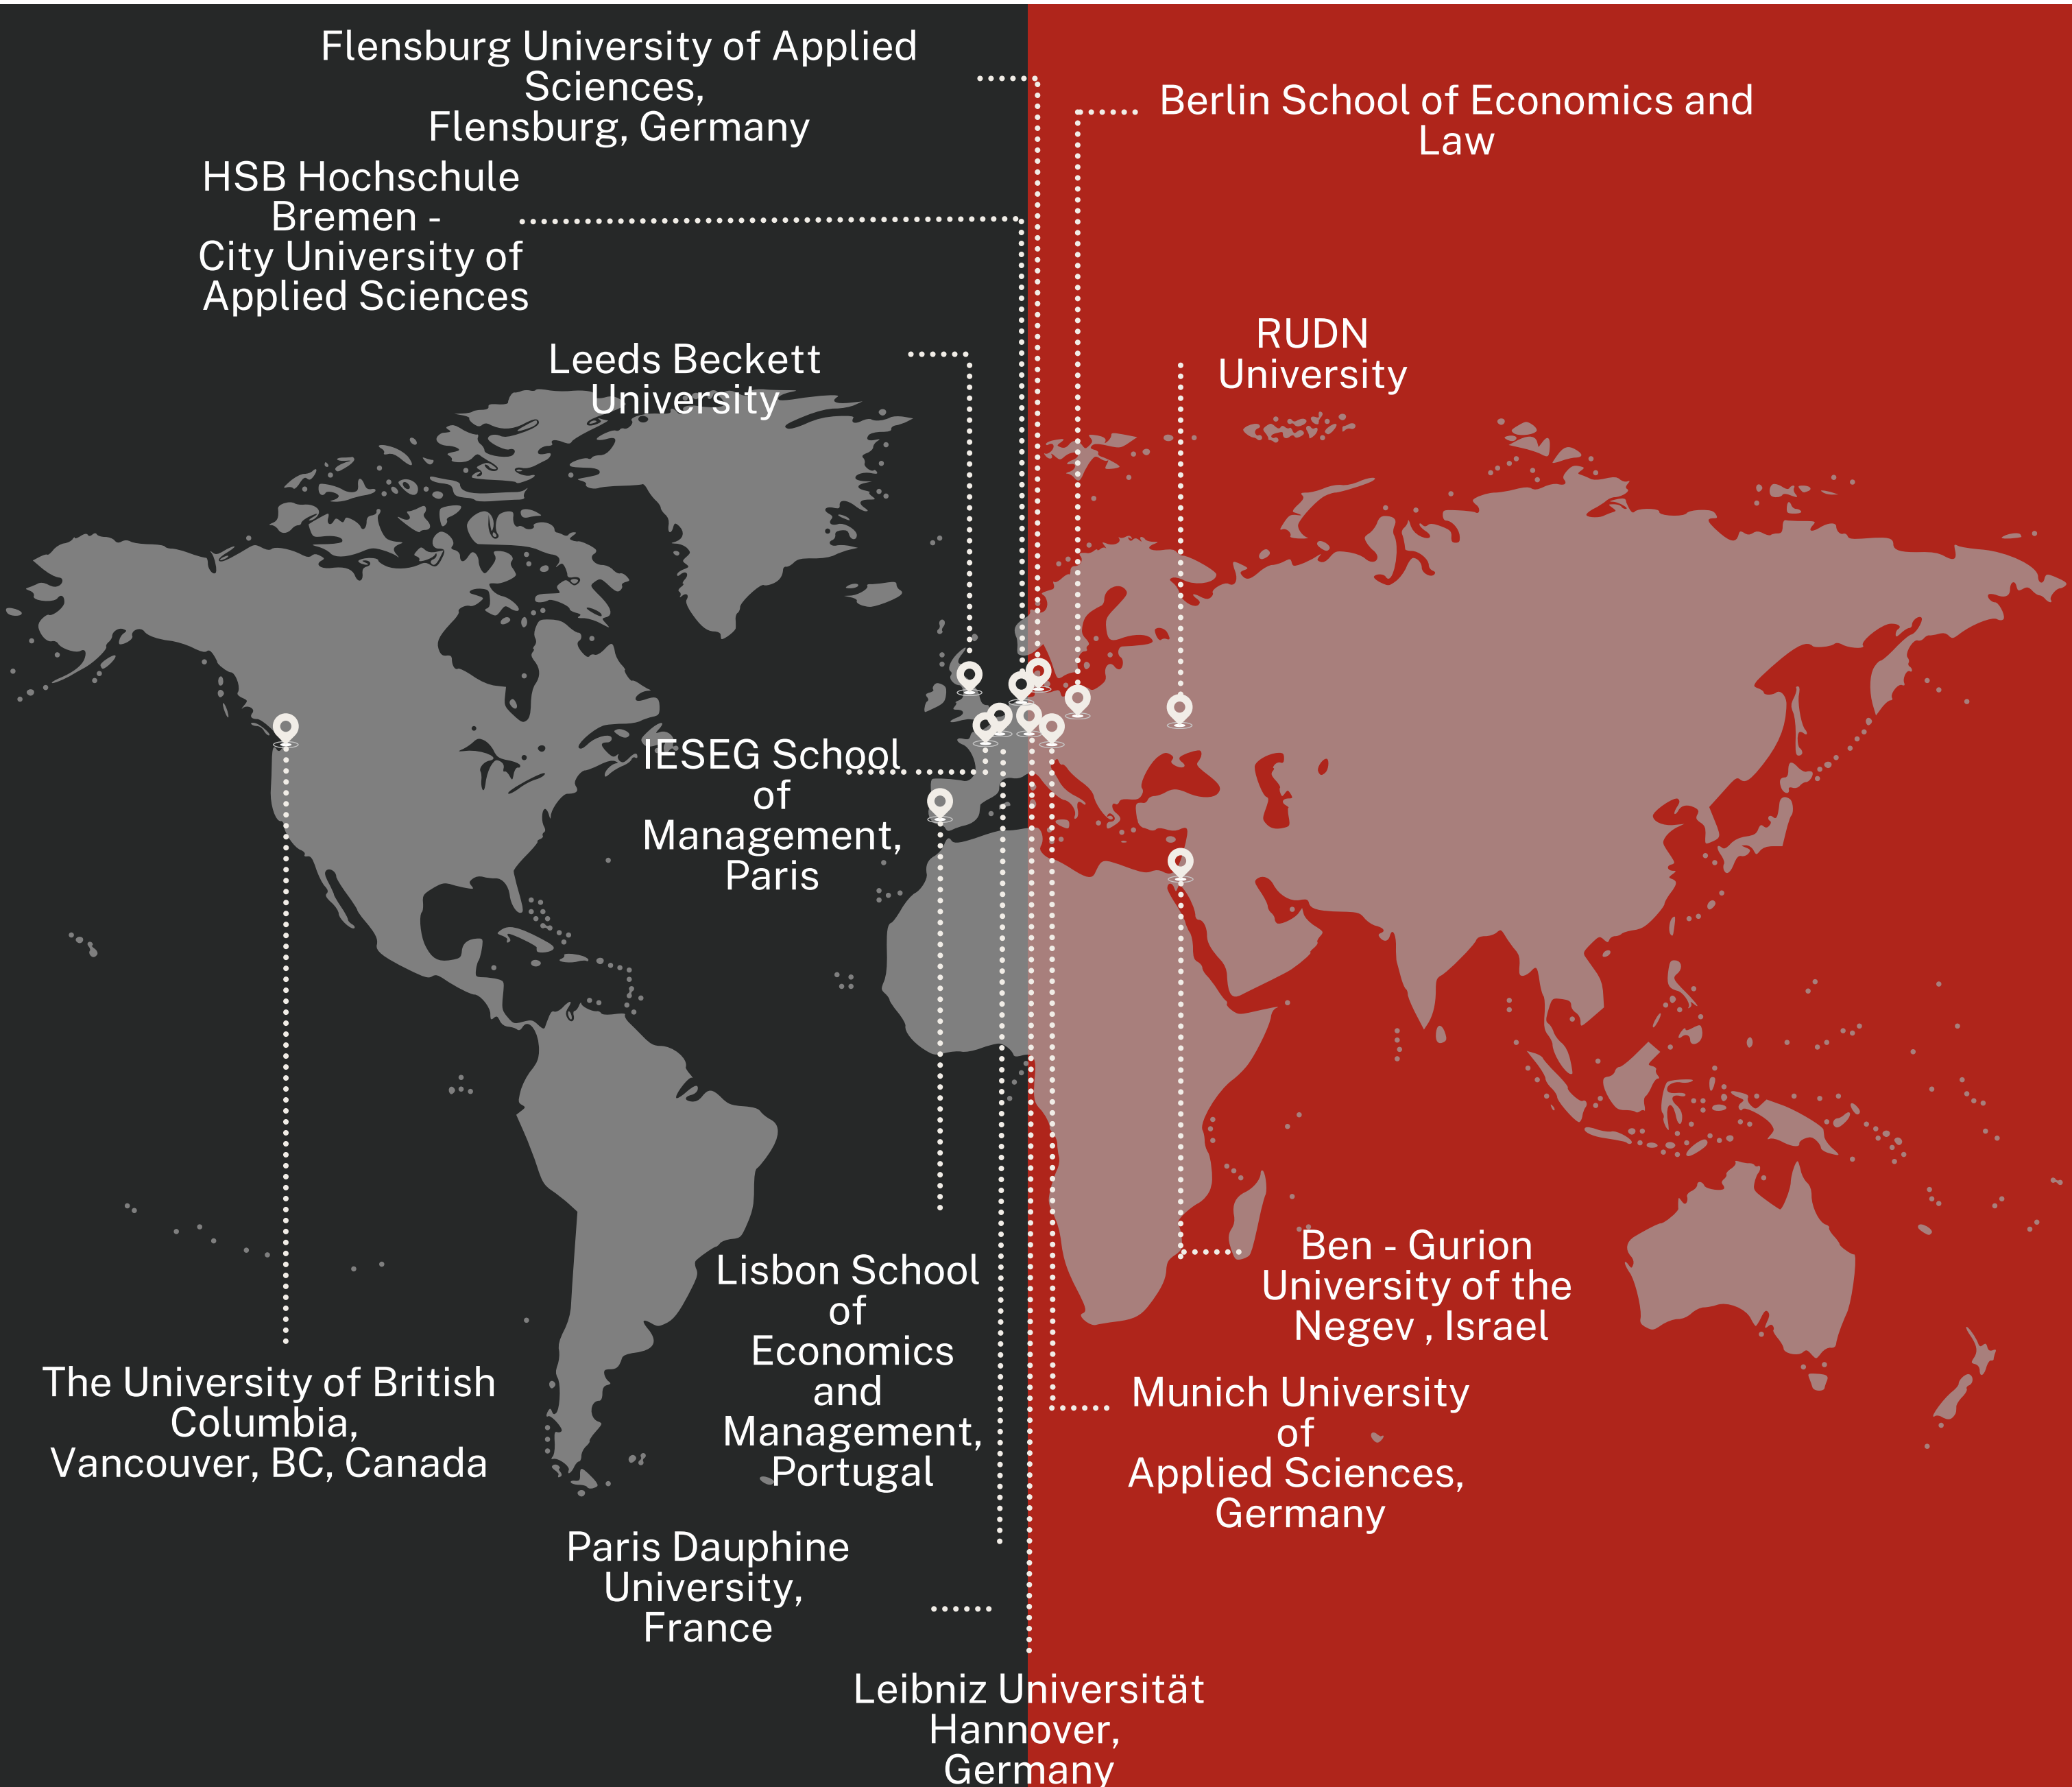 Flensburg University of Applied
Sciences,
Flensburg, Germany
Berlin School of Economics and
Law
HSB Hochschule
Bremen -
City University of
Applied Sciences
RUDN
University
Leeds Beckett
University
IESEG School
of
Management,
Paris
Ben - Gurion
University of the
Negev , Israel
Lisbon School
of
Economics
and
Management,
Portugal
The University of British
Columbia,
Vancouver, BC, Canada
Munich University
of
Applied Sciences,
Germany
Paris Dauphine
University,
France
Leibniz Universität
Hannover,
Germany